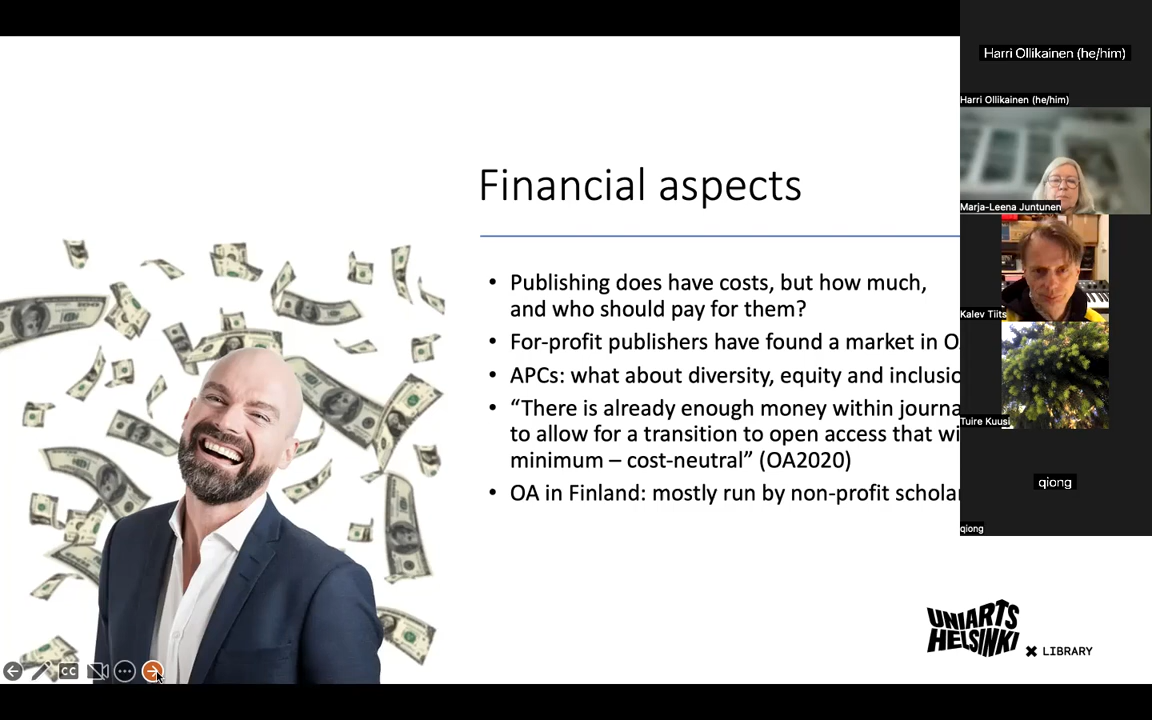 Financial aspects
• Publishing does have costs, but how much,
and who should pay for them?
• For-profit publishers have found a market in O
• APCs: what about diversity, equity and inclusio
• “There is already enough money within journa
to allow for a transition to open access that wi
minimum – cost-neutral” (OA2020)
• OA in Finland: mostly run by non-profit scholar
UNIARTS
HELSINKI
X LIBRARY
CC
Harri Ollikainen (he/him)
Harri Ollikainen (he/him)
Marja-Leena Juntunen
Kalev Tiits
Tuire Kuusi
qiong
qiong